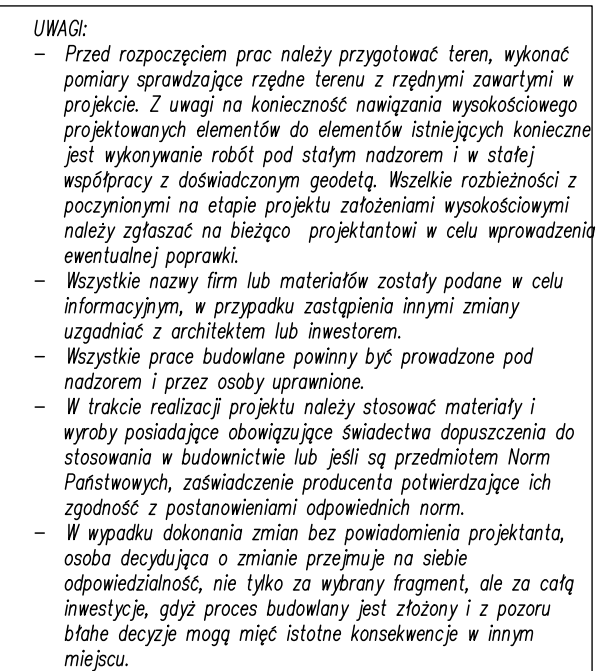 UWAGI:
– Przed rozpoczęciem prac należy przygotować teren, wykonać
pomiary sprawdzające rzędne terenu z rzędnymi zawartymi w
projekcie. Z uwagi na konieczność nawiązania wysokościowego
projektowanych elementów do elementów istniejących konieczne
jest wykonywanie robót pod stałym nadzorem i w stałej
współpracy z doświadczonym geodetą. Wszelkie rozbieżności z
poczynionymi na etapie projektu założeniami wysokościowymi
należy zgłaszać na bieżąco projektantowi w celu wprowadzenia
ewentualnej poprawki.
– Wszystkie nazwy firm lub materiałów zostały podane w celu
informacyjnym, w przypadku zastąpienia innymi zmiany
uzgadniać z architektem lub inwestorem.
– Wszystkie prace budowlane powinny być prowadzone pod
nadzorem i przez osoby uprawnione.
– W trakcie realizacji projektu należy stosować materiały i
wyroby posiadające obowiązujące świadectwa dopuszczenia do
stosowania w budownictwie lub jeśli są przedmiotem Norm
Państwowych, zaświadczenie producenta potwierdzające ich
zgodność z postanowieniami odpowiednich norm.
– W wypadku dokonania zmian bez powiadomienia projektanta,
osoba decydująca o zmianie przejmuje na siebie
odpowiedzialność, nie tylko za wybrany fragment, ale za całą
inwestycje, gdyż proces budowlany jest złożony i z pozoru
błahe decyzje mogą mięć istotne konsekwencje w innym
miejscu.